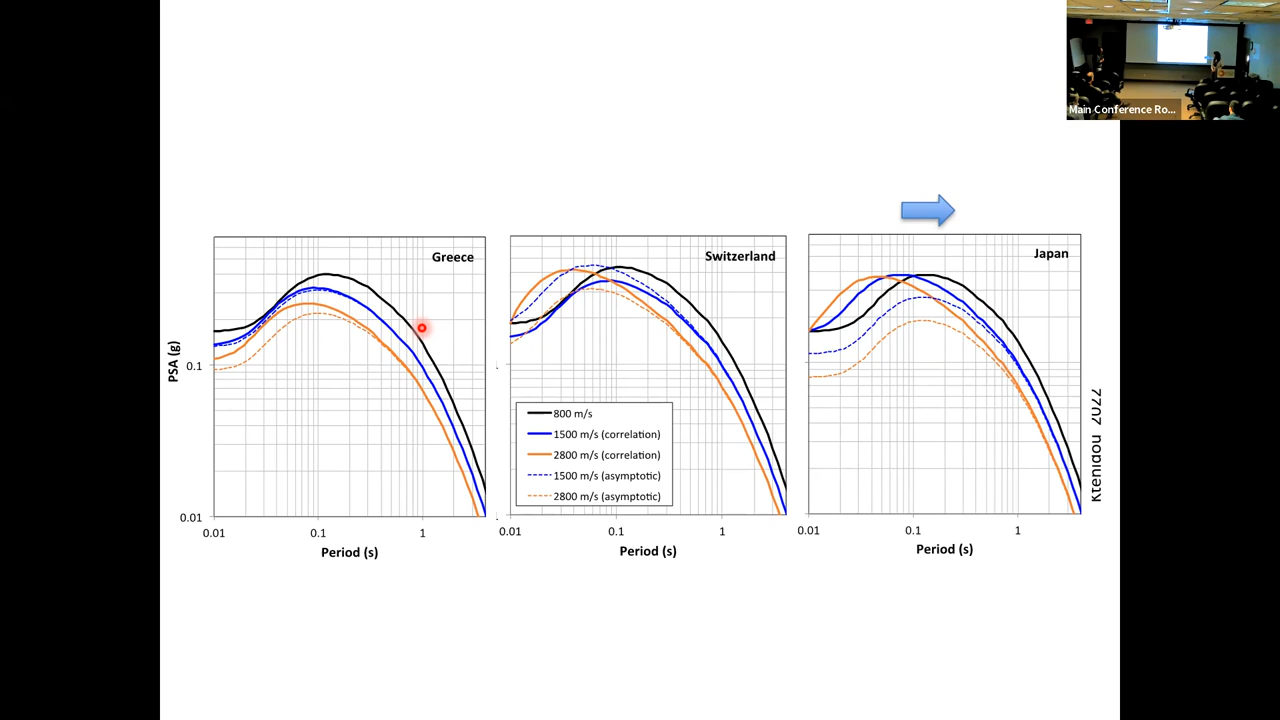 Main Conference Ro...
Greece
Switzerland
Japan
PSA (g)
0.1
0.01
800 m/s
1500 m/s (correlation)
2800 m/s (correlation)
1500 m/s (asymptotic)
2800 m/s (asymptotic)
0.01 0.1 1
Period (s)
0.01 0.1 1
Period (s)
0.01 0.1 1
Period (s)